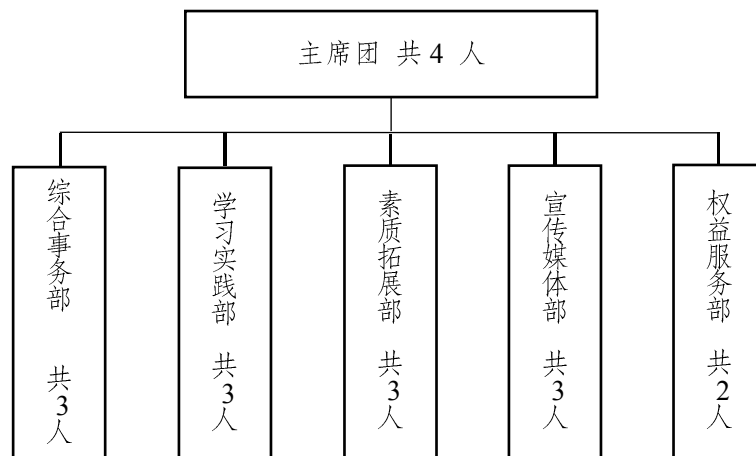 主席团 共 4 人
综合事务部 共3人
学习实践部 共3人
素质拓展部 共3人
宣传媒体部 共3人
权益服务部 共2人